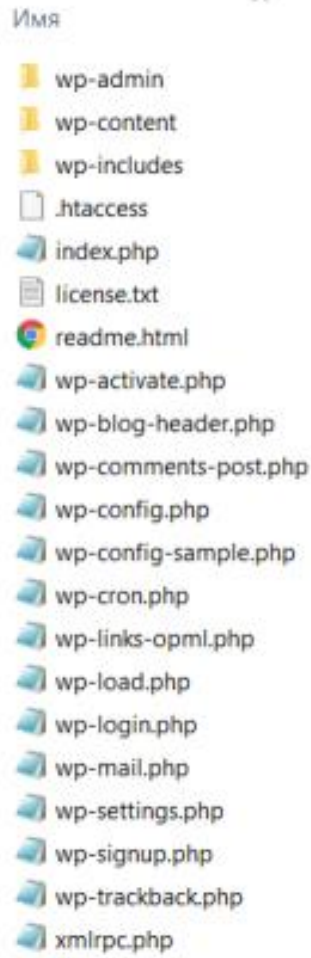 Имя
wp-admin
wp-content
wp-includes
.htaccess
index.php
license.txt
readme.html
wp-activate.php
wp-blog-header.php
wp-comments-post.php
wp-config.php
wp-config-sample.php
wp-cron.php
wp-links-opml.php
wp-load.php
wp-login.php
wp-mail.php
wp-settings.php
wp-signup.php
wp-trackback.php
xmlrpc.php